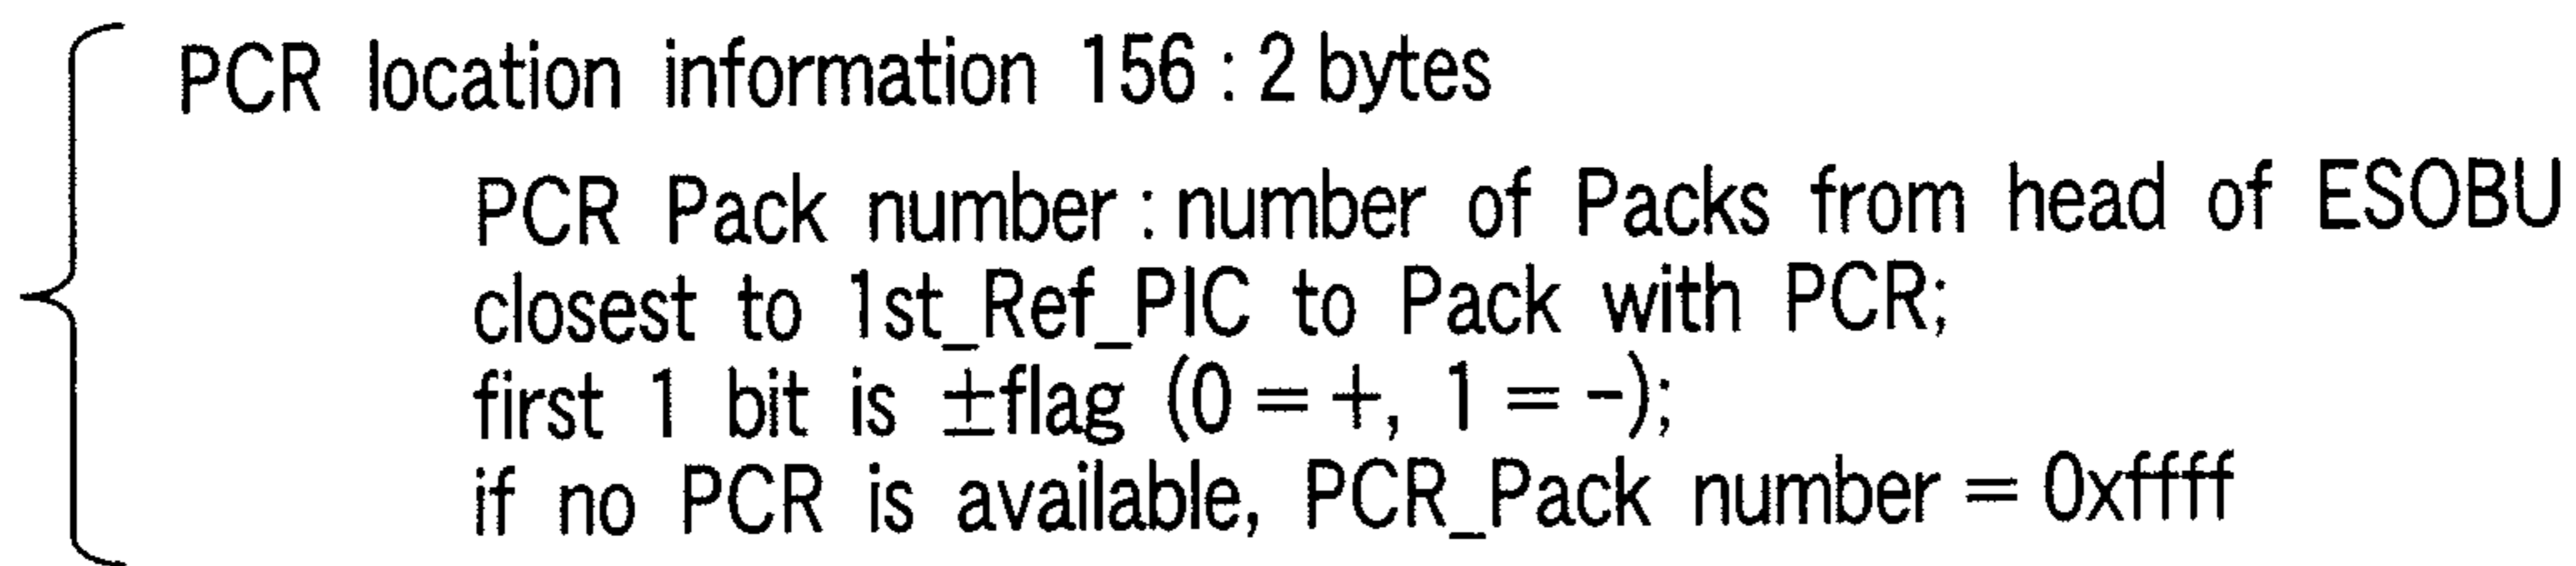 PCR location information 156 : 2 bytes
PCR Pack number : number of Packs from head of ESOBU
closest to 1st_Ref_PIC to Pack with PCR;
first 1 bit is ±flag (0 = +, 1 = -);
if no PCR is available, PCR_Pack number = 0xffff